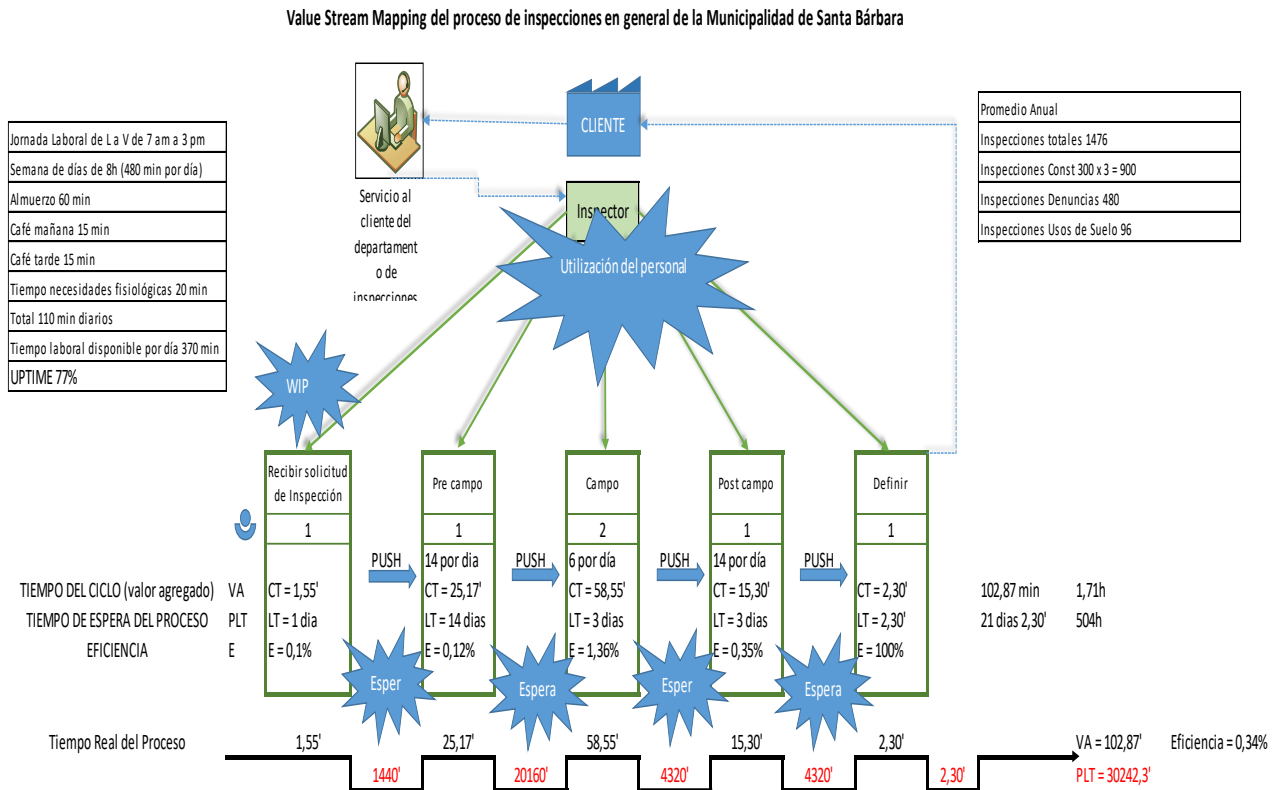 Value Stream Mapping del proceso de inspecciones en general de la Municipalidad de Santa Bárbara
Jornada Laboral de L a V de 7 am a 3 pm
Semana de días de 8h (480 min por día)
Almuerzo 60 min
Café mañana 15 min
Café tarde 15 min
Tiempo necesidades fisiológicas 20 min
Total 110 min diarios
Tiempo laboral disponible por día 370 min
UPTIME 77%
Servicio al
cliente del
departament
o de
inspecciones
CLIENTE
Inspector
Utilización del personal
Promedio Anual
Inspecciones totales 1476
Inspecciones Const 300 x 3 = 900
Inspecciones Denuncias 480
Inspecciones Usos de Suelo 96
WIP
Recibir solicitud
de Inspección
Pre campo
Campo
Post campo
Definir
1
1
2
1
1
PUSH
PUSH
PUSH
PUSH
14 por dia
6 por día
14 por día
TIEMPO DEL CICLO (valor agregado) VA CT = 1,55' CT = 25,17' CT = 58,55' CT = 15,30' CT = 2,30' 102,87 min 1,71h
TIEMPO DE ESPERA DEL PROCESO PLT LT = 1 dia LT = 14 dias LT = 3 dias LT = 3 dias LT = 2,30' 21 dias 2,30' 504h
EFICIENCIA E E = 0,1% E = 0,12% E = 1,36% E = 0,35% E = 100%
Esper
Espera
Esper
Espera
Tiempo Real del Proceso 1,55' 25,17' 58,55' 15,30' 2,30' VA = 102,87' Eficiencia = 0,34%
1440' 20160' 4320' 4320' 2,30' PLT = 30242,3'